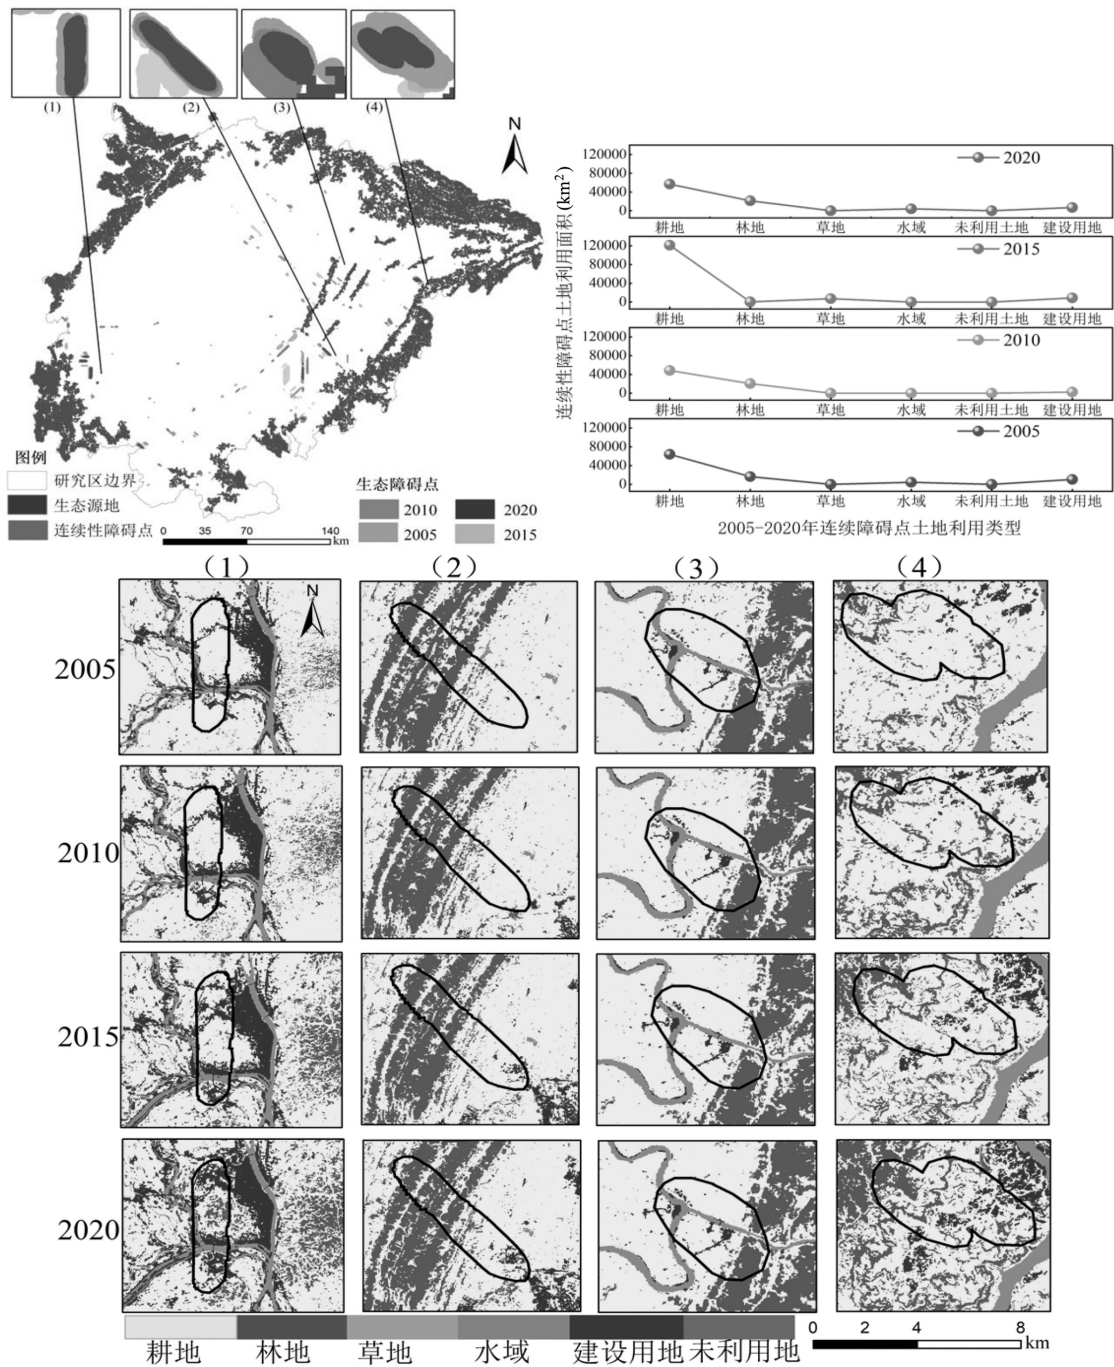 (1)
(2)
(3)
(4)
N
图例
研究区边界
生态源地
连续性障碍点
0 35 70 140
km
生态障碍点
2010 2020
2005 2015
连续性障碍点土地利用面积(km²)
120000
80000
40000
0
2020
耕地 林地 草地 水域 未利用土地 建设用地
120000
80000
40000
0
2015
耕地 林地 草地 水域 未利用土地 建设用地
120000
80000
40000
0
2010
耕地 林地 草地 水域 未利用土地 建设用地
120000
80000
40000
0
2005
耕地 林地 草地 水域 未利用土地 建设用地
2005-2020年连续障碍点土地利用类型
(1) (2) (3) (4)
N
2005
2010
2015
2020
耕地 林地 草地 水域 建设用地 未利用地
0 2 4 8
km